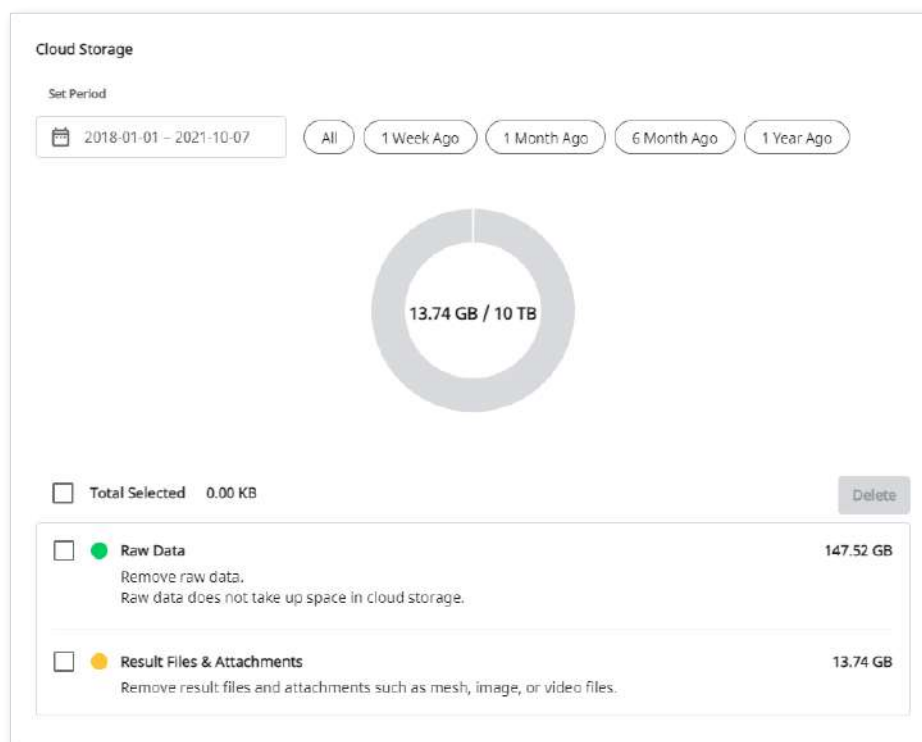 Cloud Storage
Set Period
2018-01-01 – 2021-10-07
All
1 Week Ago
1 Month Ago
6 Month Ago
1 Year Ago
13.74 GB / 10 TB
Total Selected 0.00 KB
Delete
Raw Data 147.52 GB
Remove raw data.
Raw data does not take up space in cloud storage.
Result Files & Attachments 13.74 GB
Remove result files and attachments such as mesh, image, or video files.